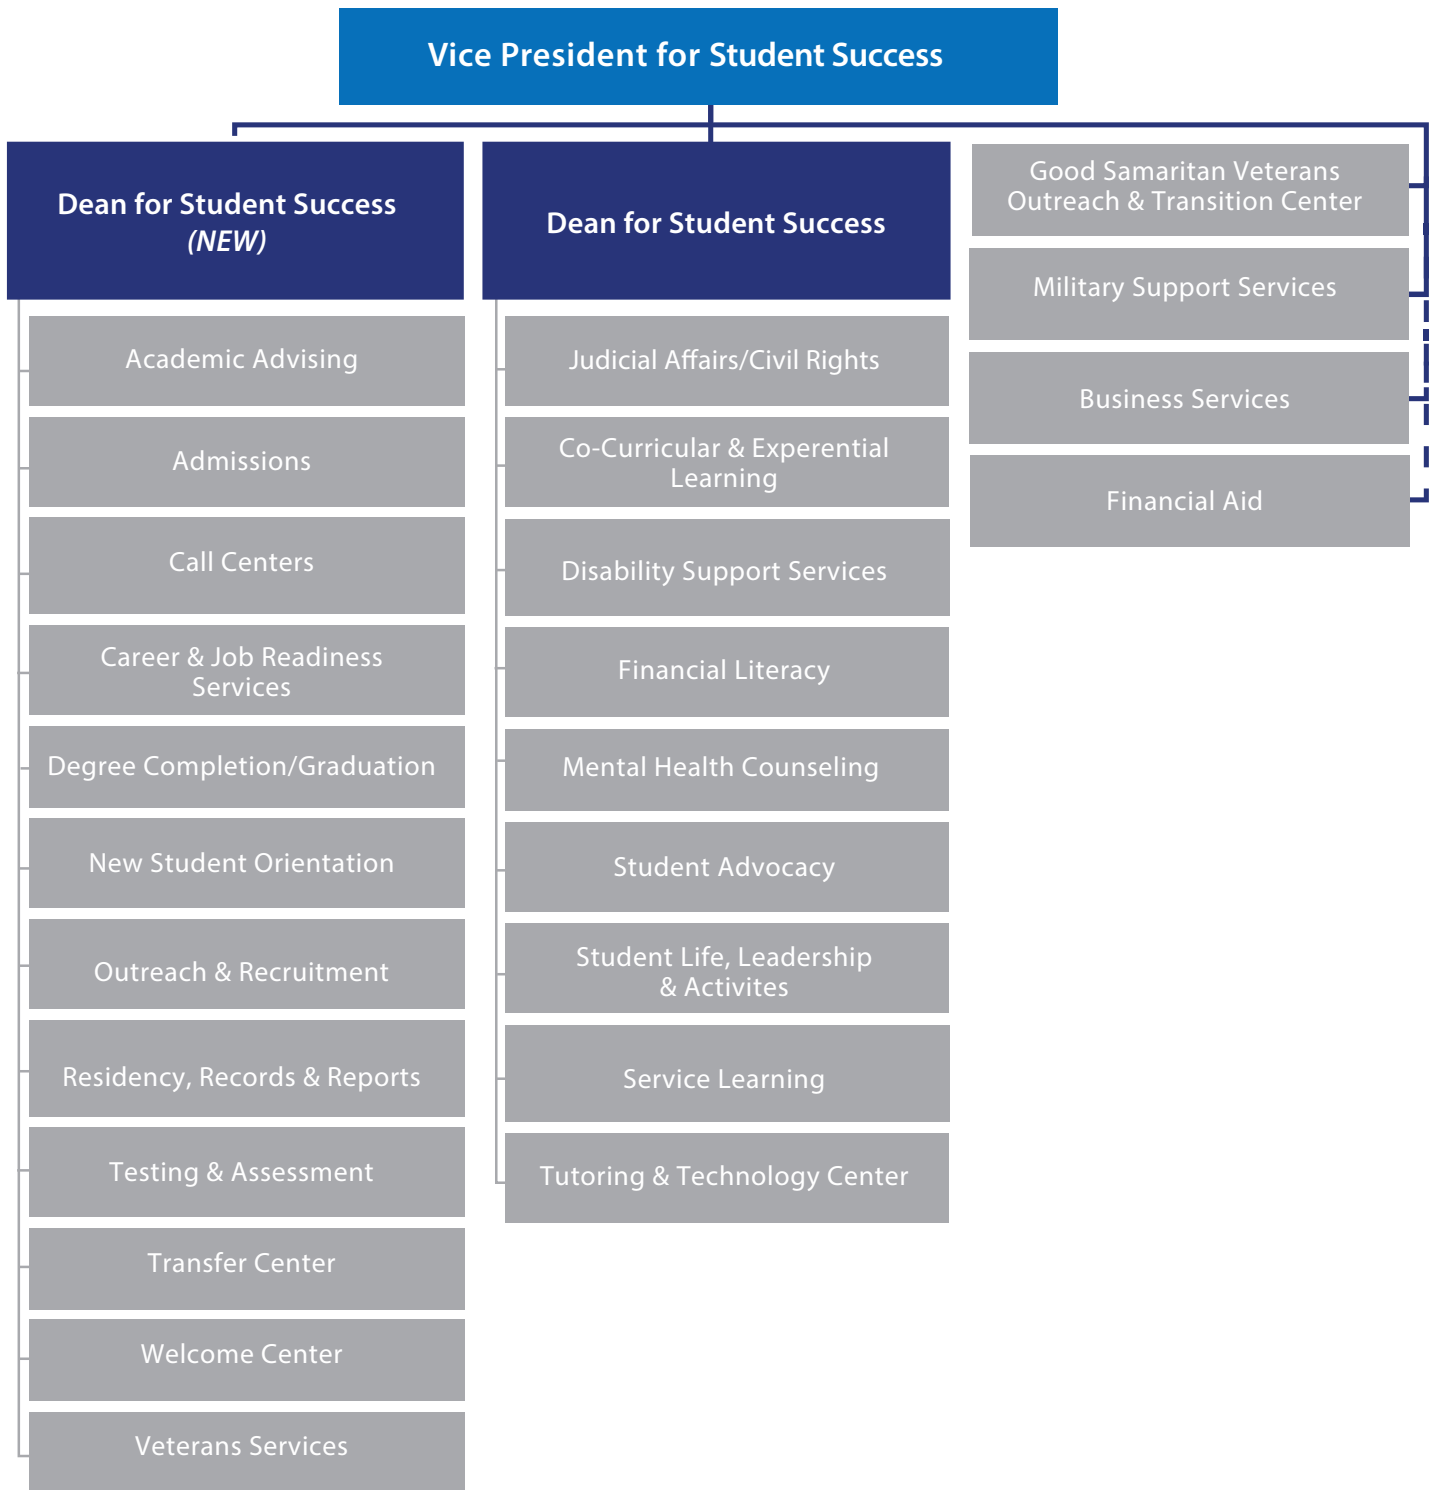 Vice President for Student Success
Dean for Student Success
(NEW)
Academic Advising
Admissions
Call Centers
Career & Job Readiness
Services
Degree Completion/Graduation
New Student Orientation
Outreach & Recruitment
Residency, Records & Reports
Testing & Assessment
Transfer Center
Welcome Center
Veterans Services
Dean for Student Success
Judicial Affairs/Civil Rights
Co-Curricular & Experential
Learning
Disability Support Services
Financial Literacy
Mental Health Counseling
Student Advocacy
Student Life, Leadership
& Activites
Service Learning
Tutoring & Technology Center
Good Samaritan Veterans
Outreach & Transition Center
Military Support Services
Business Services
Financial Aid